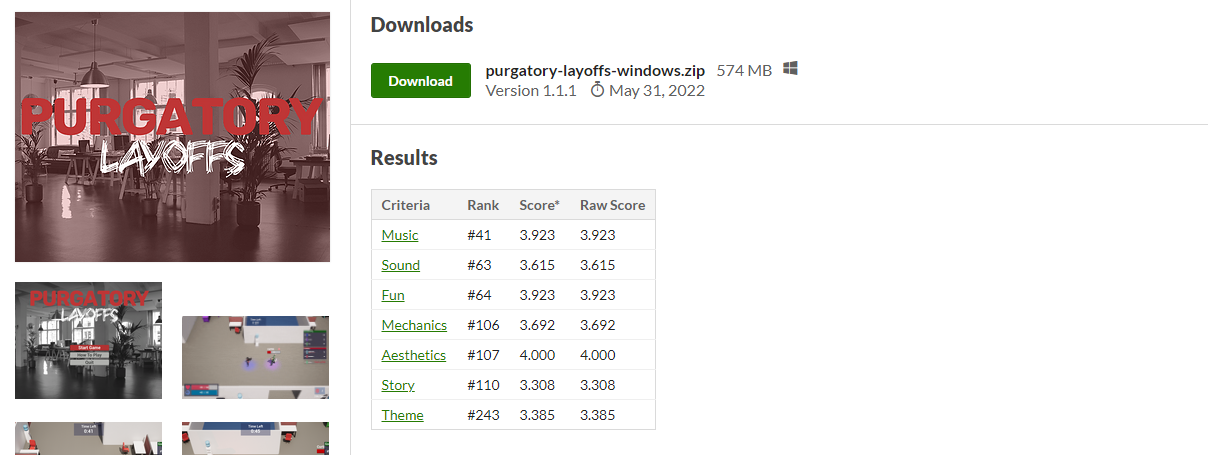 PURGATORY
LAYOFFS
PURGATORY
LAYOFFS
Start Game
How To Play
Quit
Time Left
0:41
Time Left
0:40
Downloads
Download
purgatory-layoffs-windows.zip 574 MB
Version 1.1.1 May 31, 2022
Results
Criteria Rank Score* Raw Score
Music #41 3.923 3.923
Sound #63 3.615 3.615
Fun #64 3.923 3.923
Mechanics #106 3.692 3.692
Aesthetics #107 4.000 4.000
Story #110 3.308 3.308
Theme #243 3.385 3.385